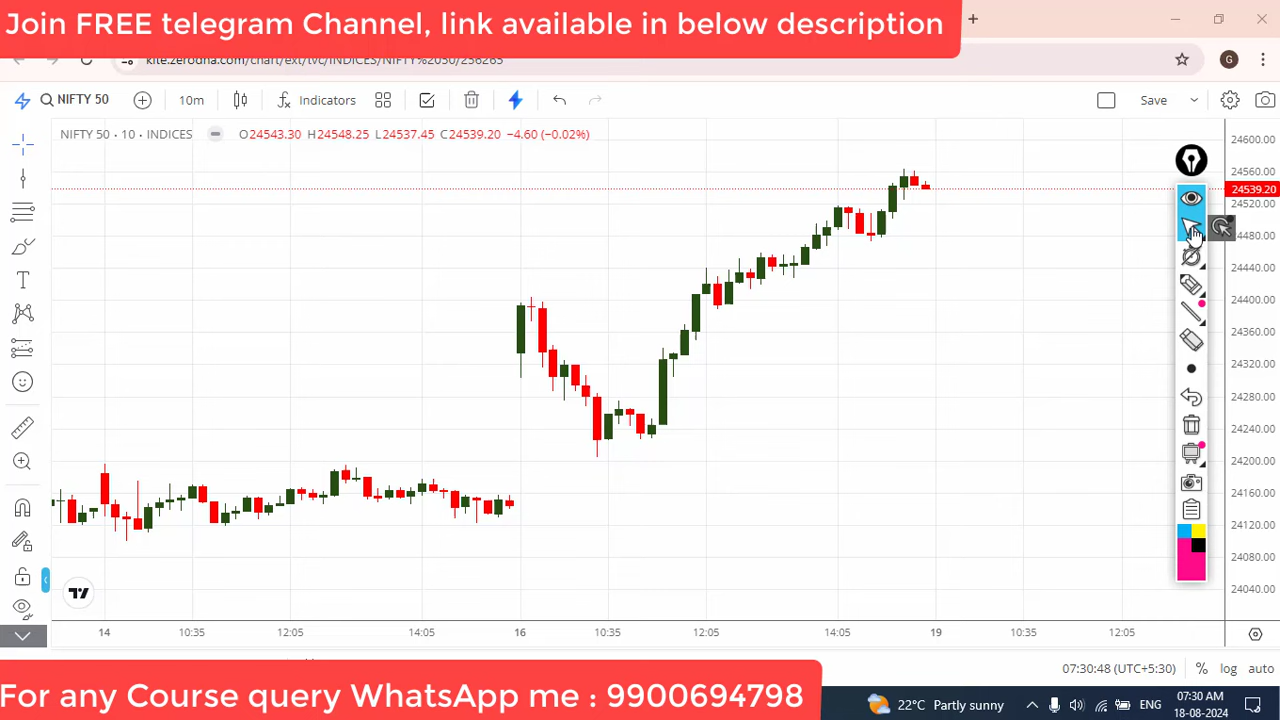 Join FREE telegram Channel, link available in below description
kite.zerodha.com/chart/ext/tvc/INDICES/NIFTY%2050/256265
NIFTY 50 10m Indicators Save
NIFTY 50 · 10 · INDICES O24543.30 H24548.25 L24537.45 C24539.20 −4.60 (−0.02%)
24600.00
24560.00
24539.20
24520.00
24480.00
24440.00
24400.00
24360.00
24320.00
24280.00
24240.00
24200.00
24160.00
24120.00
24080.00
24040.00
14 10:35 12:05 14:05 16 10:35 12:05 14:05 19 10:35 12:05
07:30:48 (UTC+5:30) % log auto
For any Course query WhatsApp me : 9900694798
22°C Partly sunny ENG 07:30 AM
18-08-2024